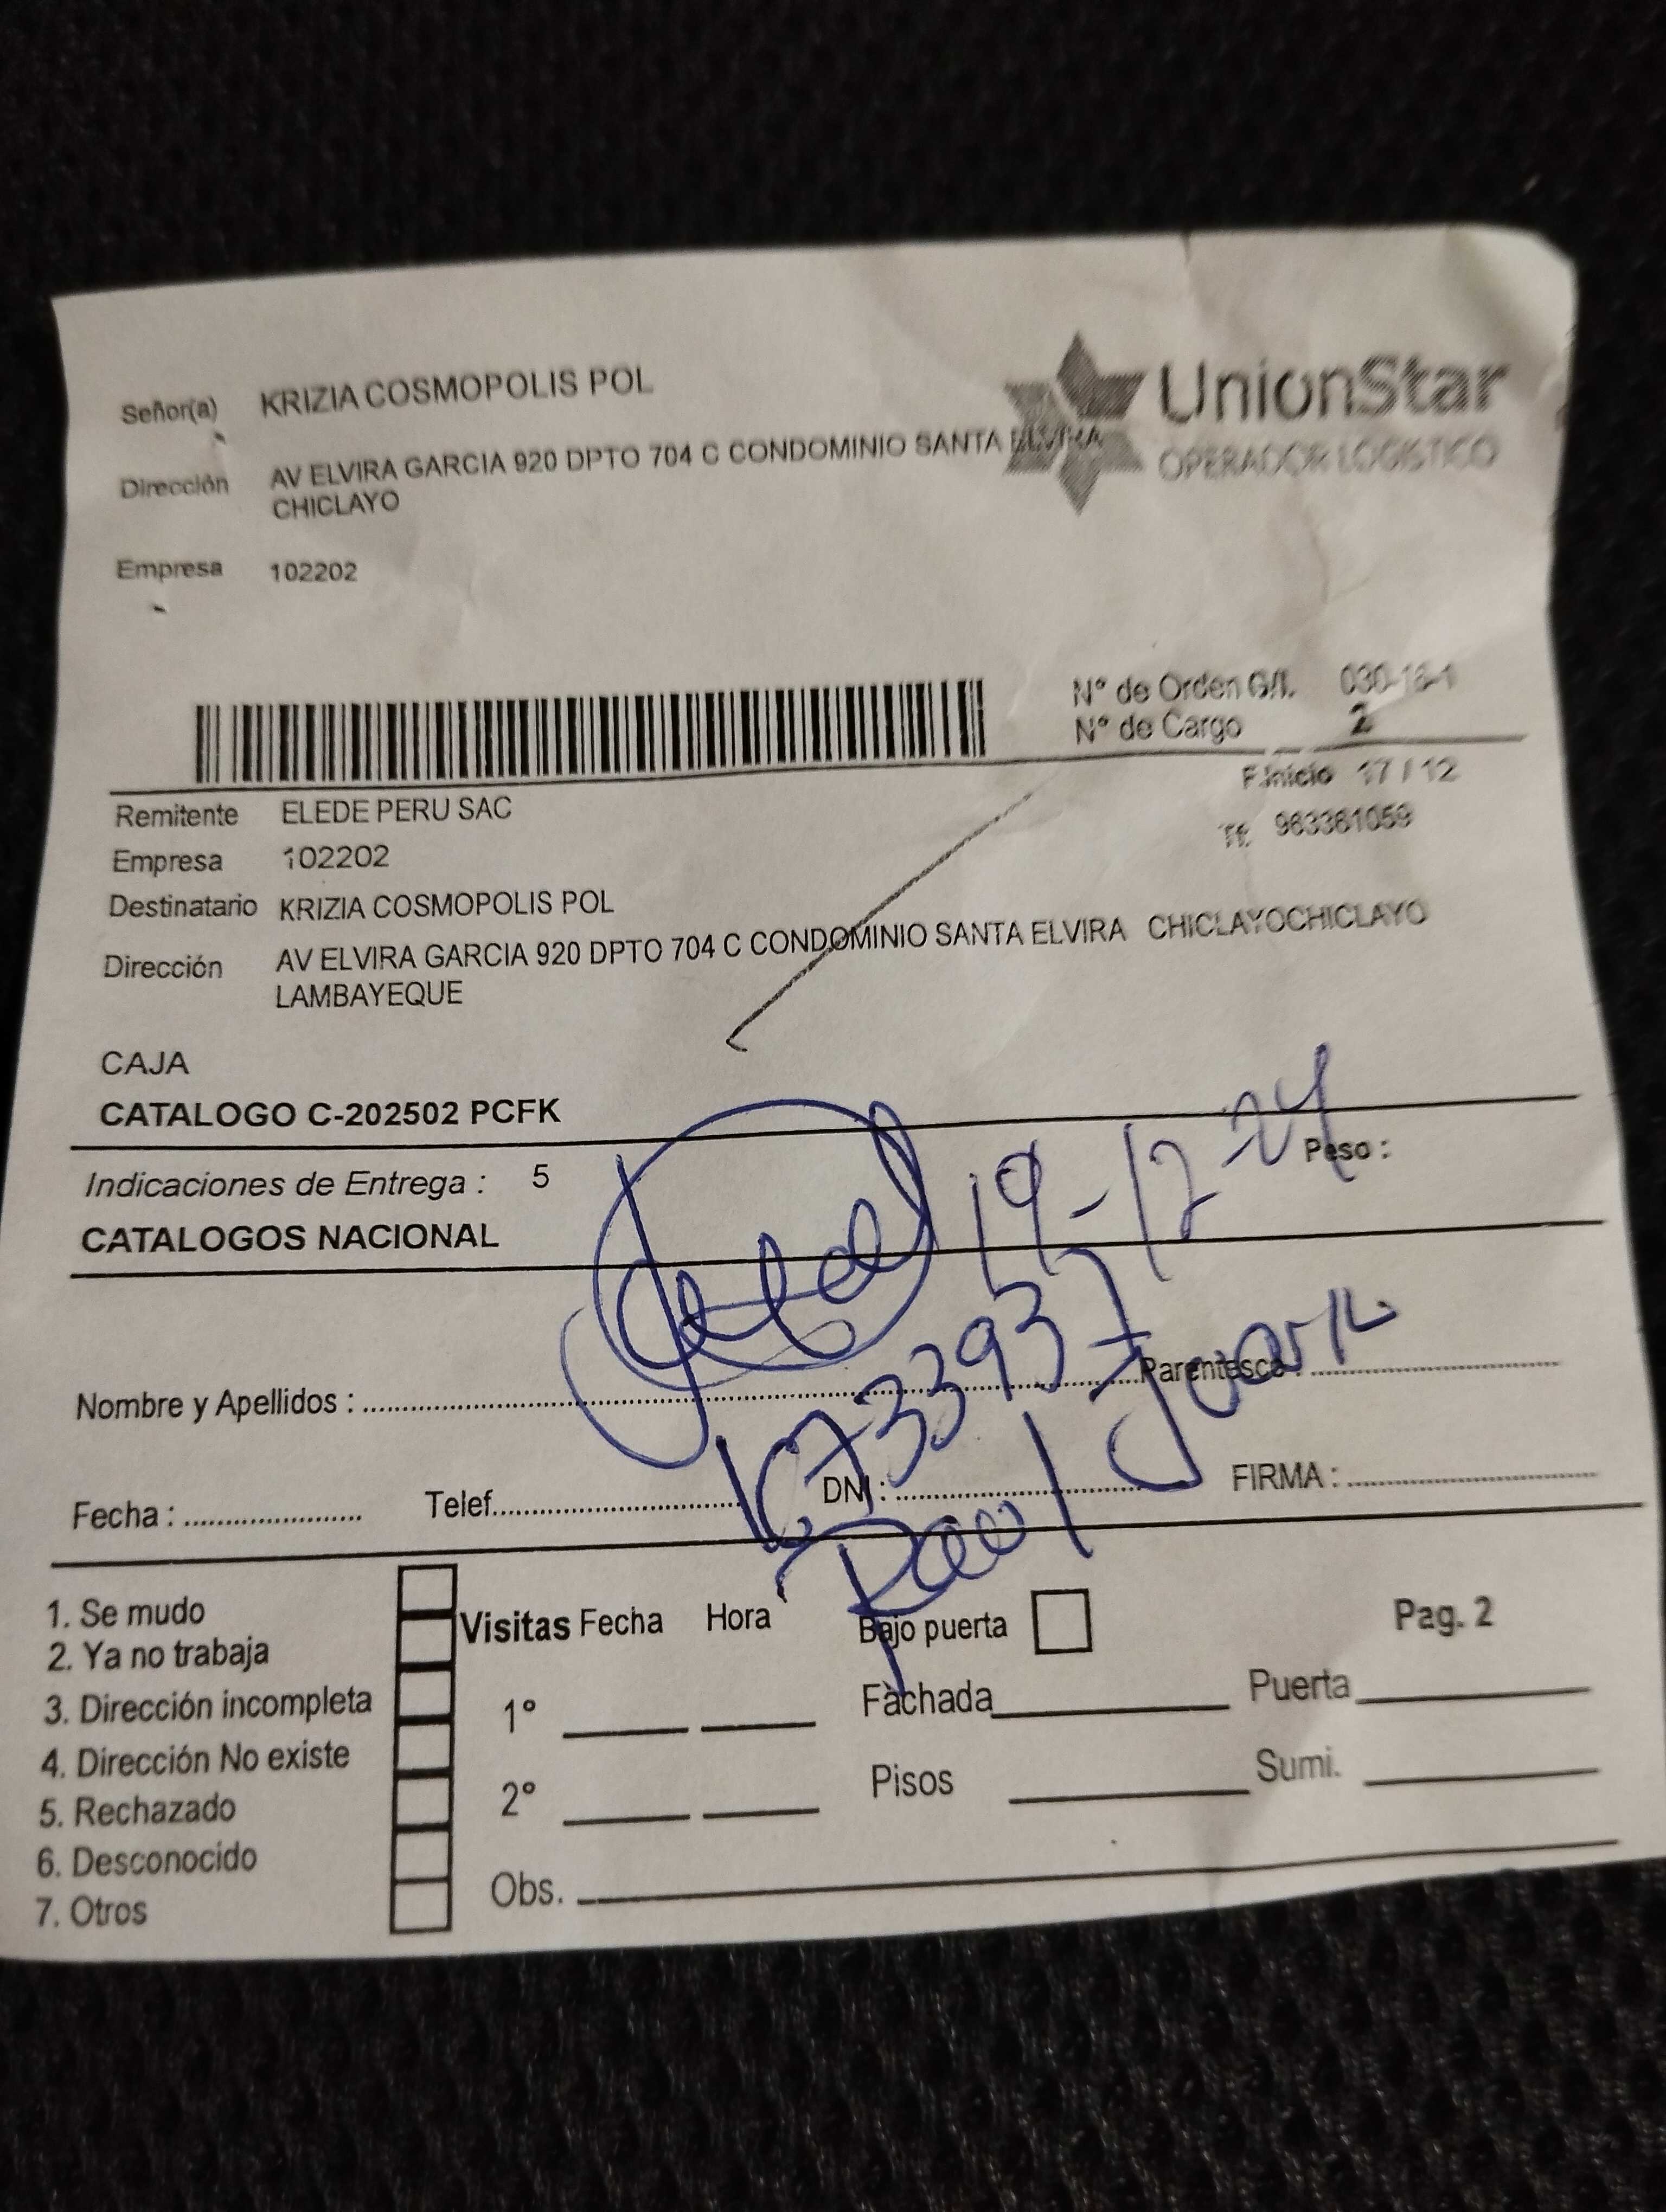 Señor(a) KRIZIA COSMOPOLIS POL
UnionStar
OPERADOR LOGISTICO
Dirección AV ELVIRA GARCIA 920 DPTO 704 C CONDOMINIO SANTA ELVIRA
CHICLAYO
Empresa 102202
N° de Orden G/I. 030-18-1
N° de Cargo 2
F.Inicio 17 / 12
Remitente ELEDE PERU SAC
Tf. 963361059
Empresa 102202
Destinatario KRIZIA COSMOPOLIS POL
Dirección AV ELVIRA GARCIA 920 DPTO 704 C CONDOMINIO SANTA ELVIRA CHICLAYOCHICLAYO
LAMBAYEQUE
CAJA
CATALOGO C-202502 PCFK
Indicaciones de Entrega : 5
Peso :
19-12-24
CATALOGOS NACIONAL
Nombre y Apellidos :
Parentesco :
Fecha : Telef. DNI : FIRMA :
1. Se mudo
2. Ya no trabaja
3. Dirección incompleta
4. Dirección No existe
5. Rechazado
6. Desconocido
7. Otros
Visitas Fecha Hora
1°
2°
Obs.
Bajo puerta
Pag. 2
Fachada Puerta
Pisos Sumi.